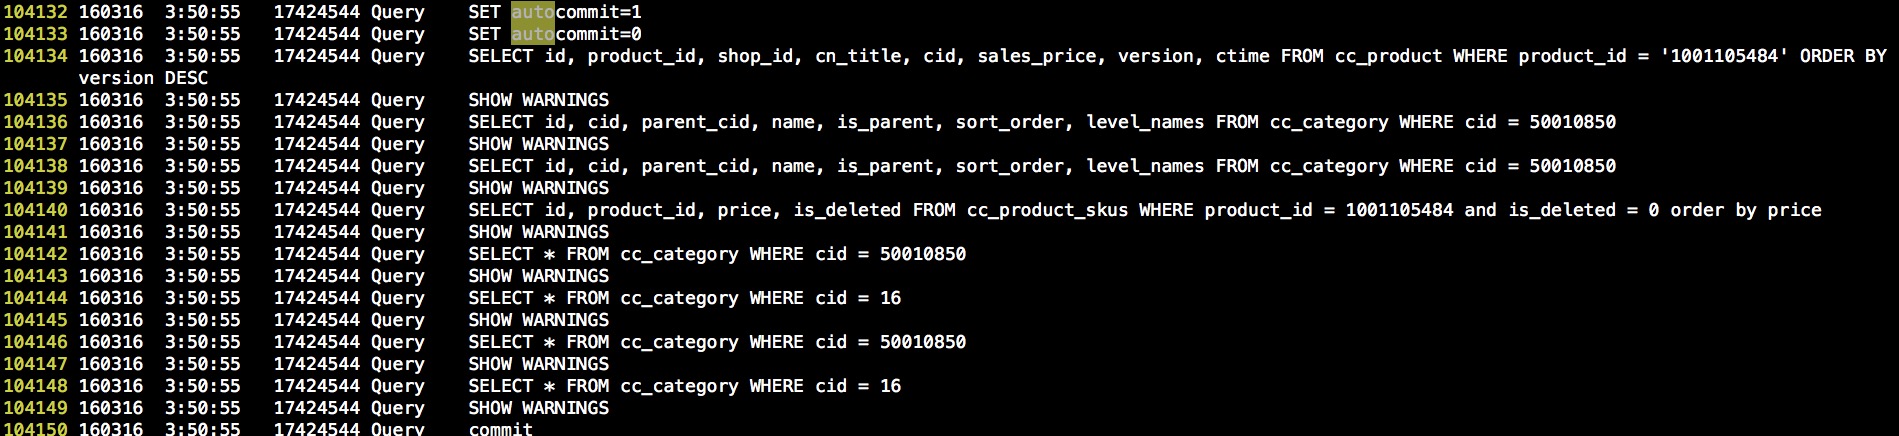 104132 160316  3:50:55   17424544 Query    SET autocommit=1
104133 160316  3:50:55   17424544 Query    SET autocommit=0
104134 160316  3:50:55   17424544 Query    SELECT id, product_id, shop_id, cn_title, cid, sales_price, version, ctime FROM cc_product WHERE product_id = '1001105484' ORDER BY
version DESC
104135 160316  3:50:55   17424544 Query    SHOW WARNINGS
104136 160316  3:50:55   17424544 Query    SELECT id, cid, parent_cid, name, is_parent, sort_order, level_names FROM cc_category WHERE cid = 50010850
104137 160316  3:50:55   17424544 Query    SHOW WARNINGS
104138 160316  3:50:55   17424544 Query    SELECT id, cid, parent_cid, name, is_parent, sort_order, level_names FROM cc_category WHERE cid = 50010850
104139 160316  3:50:55   17424544 Query    SHOW WARNINGS
104140 160316  3:50:55   17424544 Query    SELECT id, product_id, price, is_deleted FROM cc_product_skus WHERE product_id = 1001105484 and is_deleted = 0 order by price
104141 160316  3:50:55   17424544 Query    SHOW WARNINGS
104142 160316  3:50:55   17424544 Query    SELECT * FROM cc_category WHERE cid = 50010850
104143 160316  3:50:55   17424544 Query    SHOW WARNINGS
104144 160316  3:50:55   17424544 Query    SELECT * FROM cc_category WHERE cid = 16
104145 160316  3:50:55   17424544 Query    SHOW WARNINGS
104146 160316  3:50:55   17424544 Query    SELECT * FROM cc_category WHERE cid = 50010850
104147 160316  3:50:55   17424544 Query    SHOW WARNINGS
104148 160316  3:50:55   17424544 Query    SELECT * FROM cc_category WHERE cid = 16
104149 160316  3:50:55   17424544 Query    SHOW WARNINGS
104150 160316  3:50:55   17424544 Query    commit